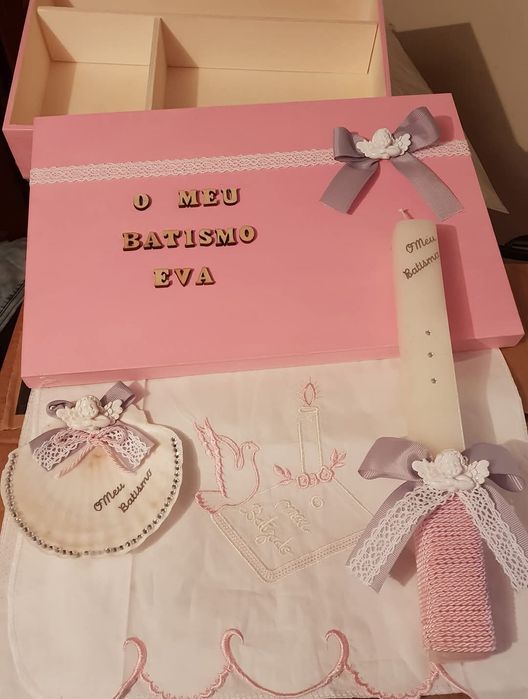 O MEU
BATISMO
EVA
O Meu
Batismo
O Meu
Batismo